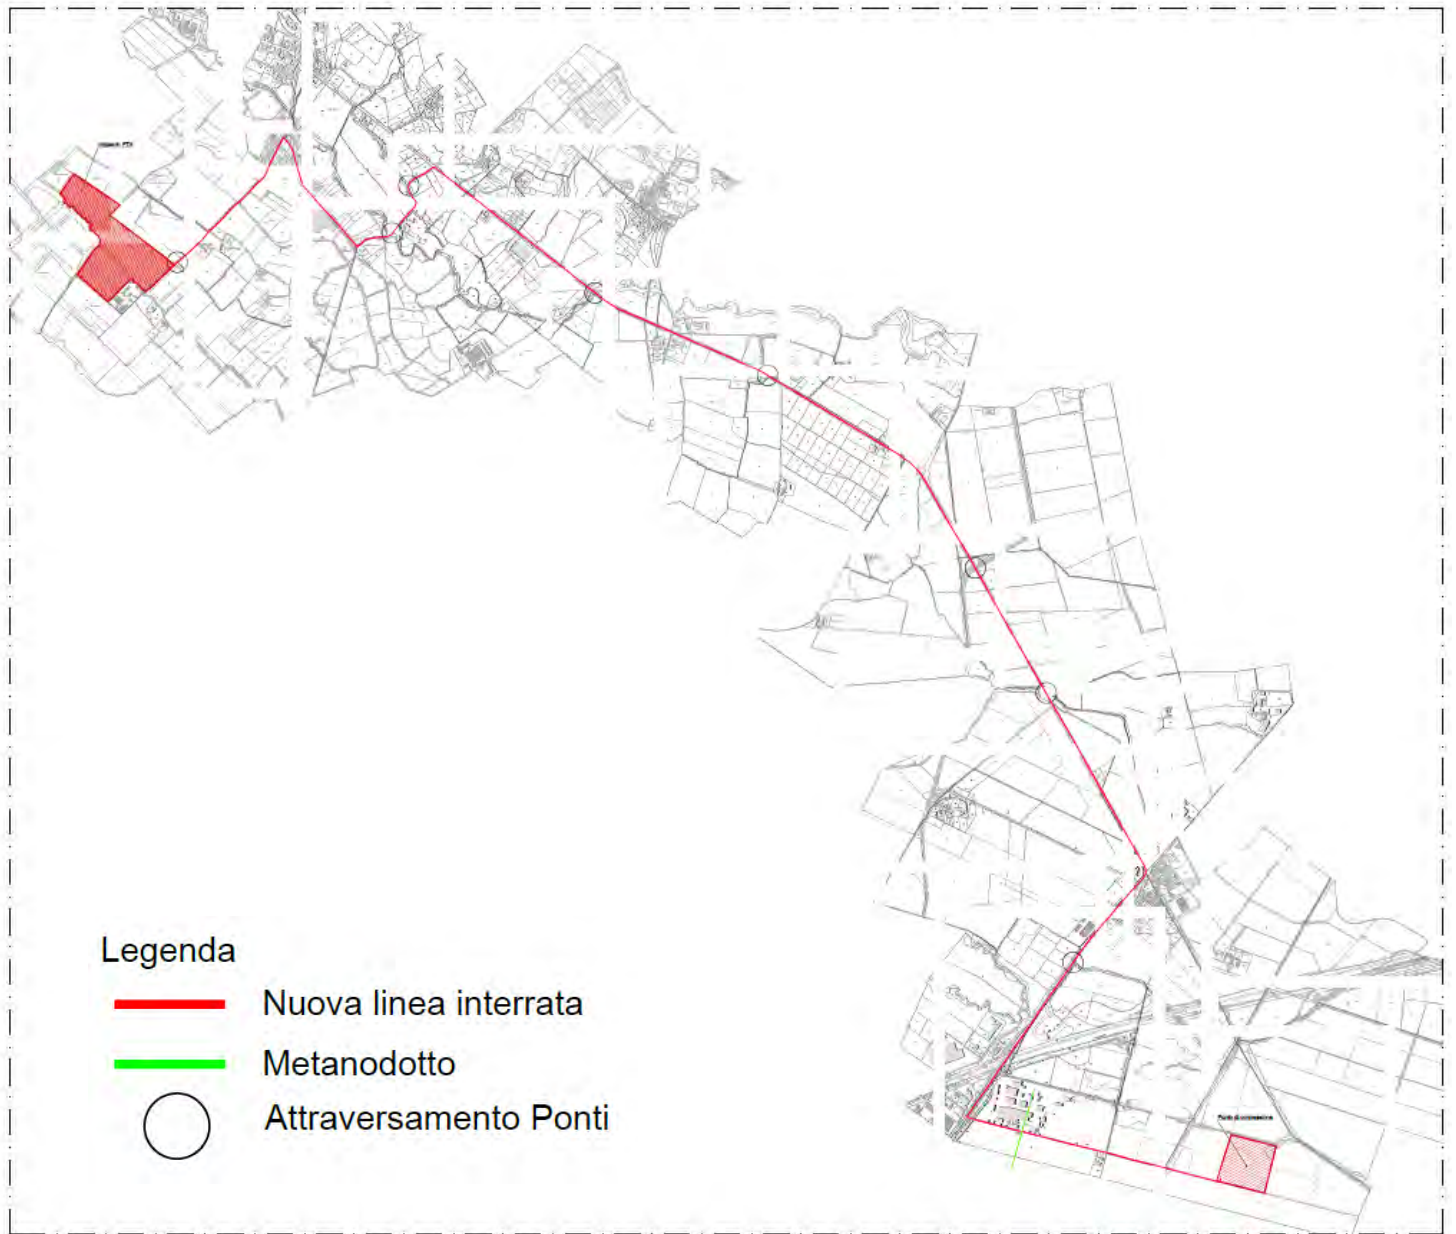 Legenda
Nuova linea interrata
Metanodotto
Attraversamento Ponti